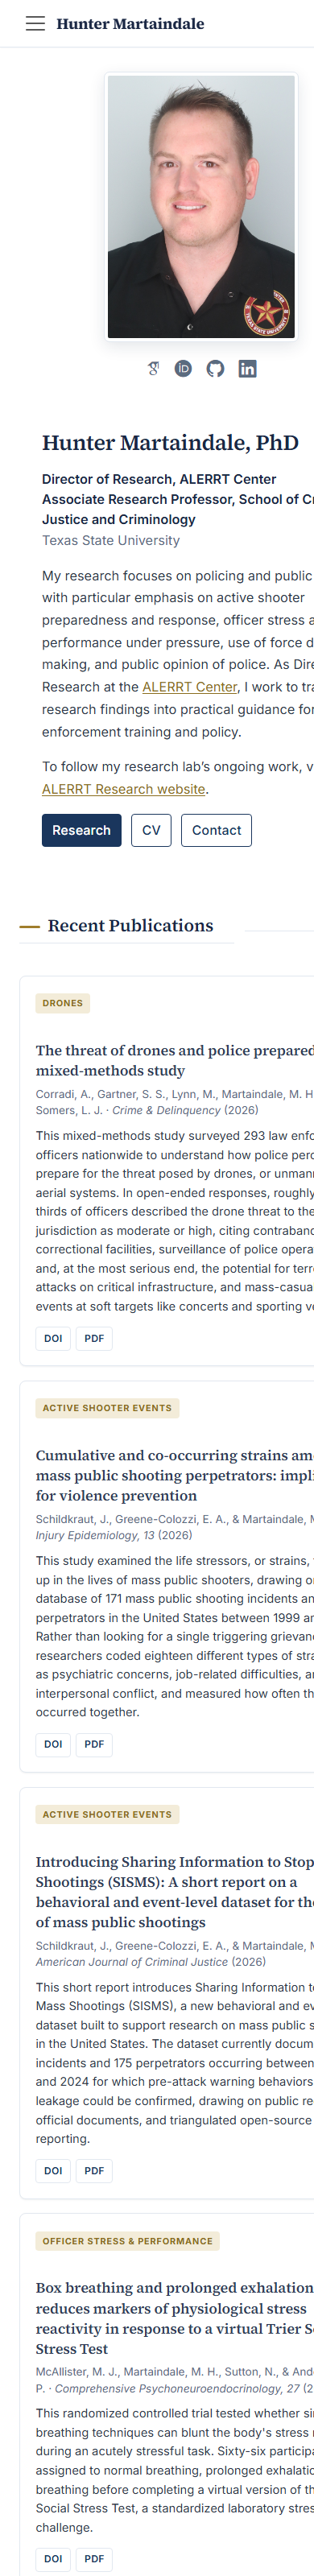 Hunter Martaindale
TEXAS STATE UNIVERSITY
iD
in
Hunter Martaindale, PhD
Director of Research, ALERRT Center
Associate Research Professor, School of Cr
Justice and Criminology
Texas State University
My research focuses on policing and public
with particular emphasis on active shooter
preparedness and response, officer stress a
performance under pressure, use of force d
making, and public opinion of police. As Dire
Research at the ALERRT Center, I work to tra
research findings into practical guidance for
enforcement training and policy.
To follow my research lab's ongoing work, v
ALERRT Research website.
Research CV Contact
Recent Publications
DRONES
The threat of drones and police prepared
mixed-methods study
Corradi, A., Gartner, S. S., Lynn, M., Martaindale, M. H
Somers, L. J. · Crime & Delinquency (2026)
This mixed-methods study surveyed 293 law enfo
officers nationwide to understand how police perc
prepare for the threat posed by drones, or unmann
aerial systems. In open-ended responses, roughly
thirds of officers described the drone threat to the
jurisdiction as moderate or high, citing contraband
correctional facilities, surveillance of police opera
and, at the most serious end, the potential for terro
attacks on critical infrastructure, and mass-casua
events at soft targets like concerts and sporting ve
DOI PDF
ACTIVE SHOOTER EVENTS
Cumulative and co-occurring strains am
mass public shooting perpetrators: impli
for violence prevention
Schildkraut, J., Greene-Colozzi, E. A., & Martaindale, M
Injury Epidemiology, 13 (2026)
This study examined the life stressors, or strains,
up in the lives of mass public shooters, drawing on
database of 171 mass public shooting incidents an
perpetrators in the United States between 1999 an
Rather than looking for a single triggering grievanc
researchers coded eighteen different types of stra
as psychiatric concerns, job-related difficulties, an
interpersonal conflict, and measured how often th
occurred together.
DOI PDF
ACTIVE SHOOTER EVENTS
Introducing Sharing Information to Stop
Shootings (SISMS): A short report on a
behavioral and event-level dataset for the
of mass public shootings
Schildkraut, J., Greene-Colozzi, E. A., & Martaindale, M
American Journal of Criminal Justice (2026)
This short report introduces Sharing Information to
Mass Shootings (SISMS), a new behavioral and ev
dataset built to support research on mass public s
in the United States. The dataset currently docum
incidents and 175 perpetrators occurring between
and 2024 for which pre-attack warning behaviors
leakage could be confirmed, drawing on public re
official documents, and triangulated open-source
reporting.
DOI PDF
OFFICER STRESS & PERFORMANCE
Box breathing and prolonged exhalation
reduces markers of physiological stress
reactivity in response to a virtual Trier So
Stress Test
McAllister, M. J., Martaindale, M. H., Sutton, N., & And
P. · Comprehensive Psychoneuroendocrinology, 27 (2
This randomized controlled trial tested whether si
breathing techniques can blunt the body's stress r
during an acutely stressful task. Sixty-six participa
assigned to normal breathing, prolonged exhalatio
breathing before completing a virtual version of th
Social Stress Test, a standardized laboratory stres
challenge.
DOI PDF